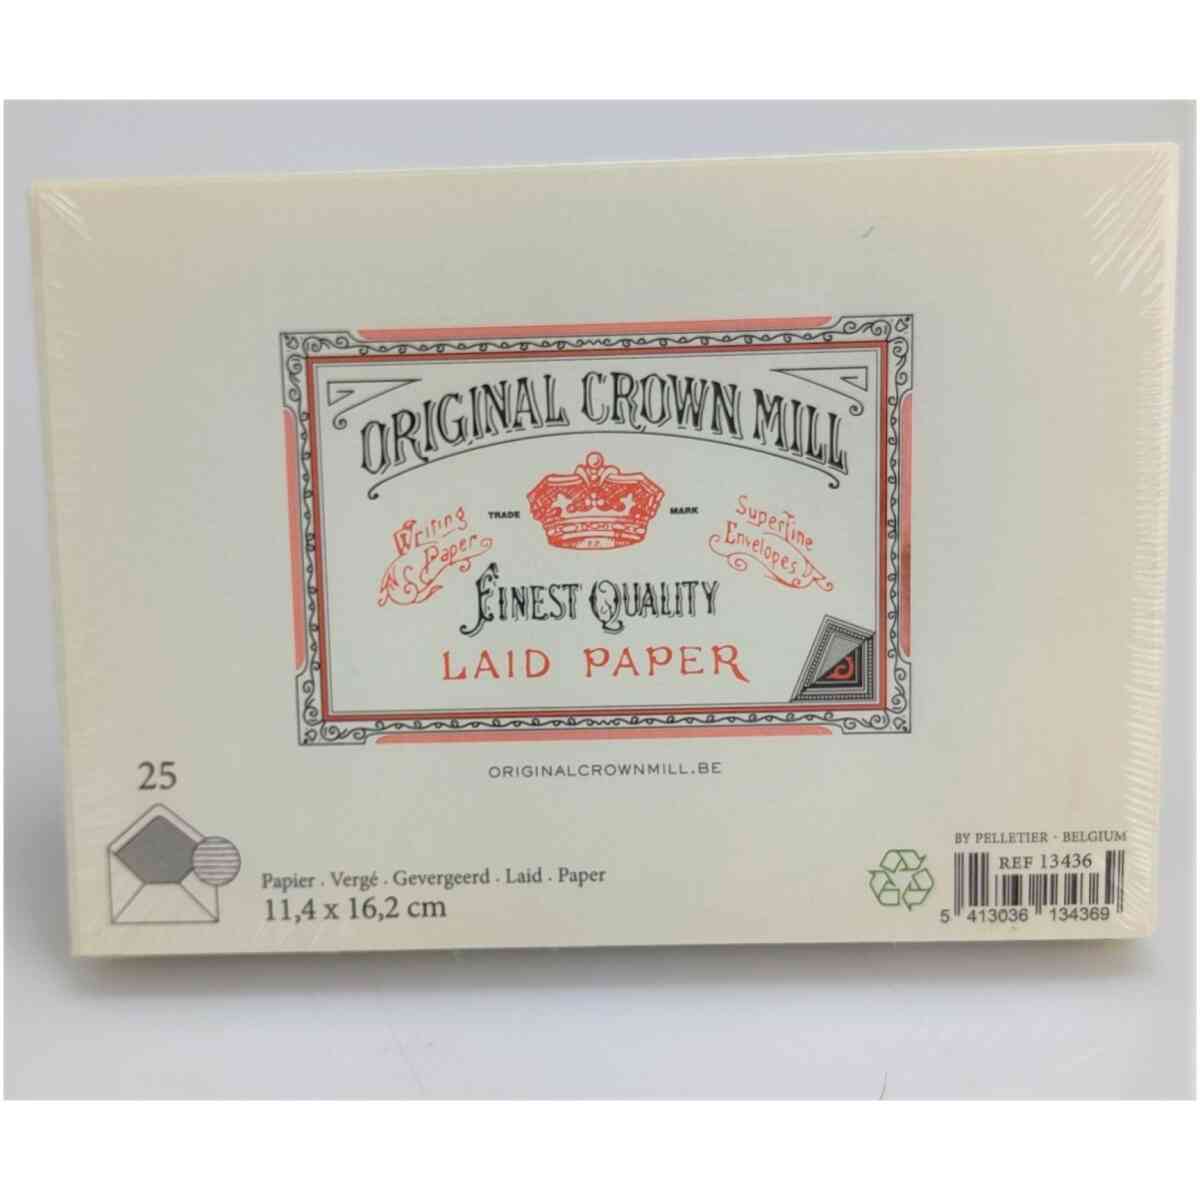 ORIGINAL CROWN MILL
Writing
Paper
TRADE
MARK
Superfine
Envelopes
FINEST QUALITY
LAID PAPER
ORIGINALCROWNMILL.BE
25
Papier . Vergé . Gevergeerd . Laid . Paper
11,4 x 16,2 cm
BY PELLETIER · BELGIUM
REF 13436
5 413036 134369